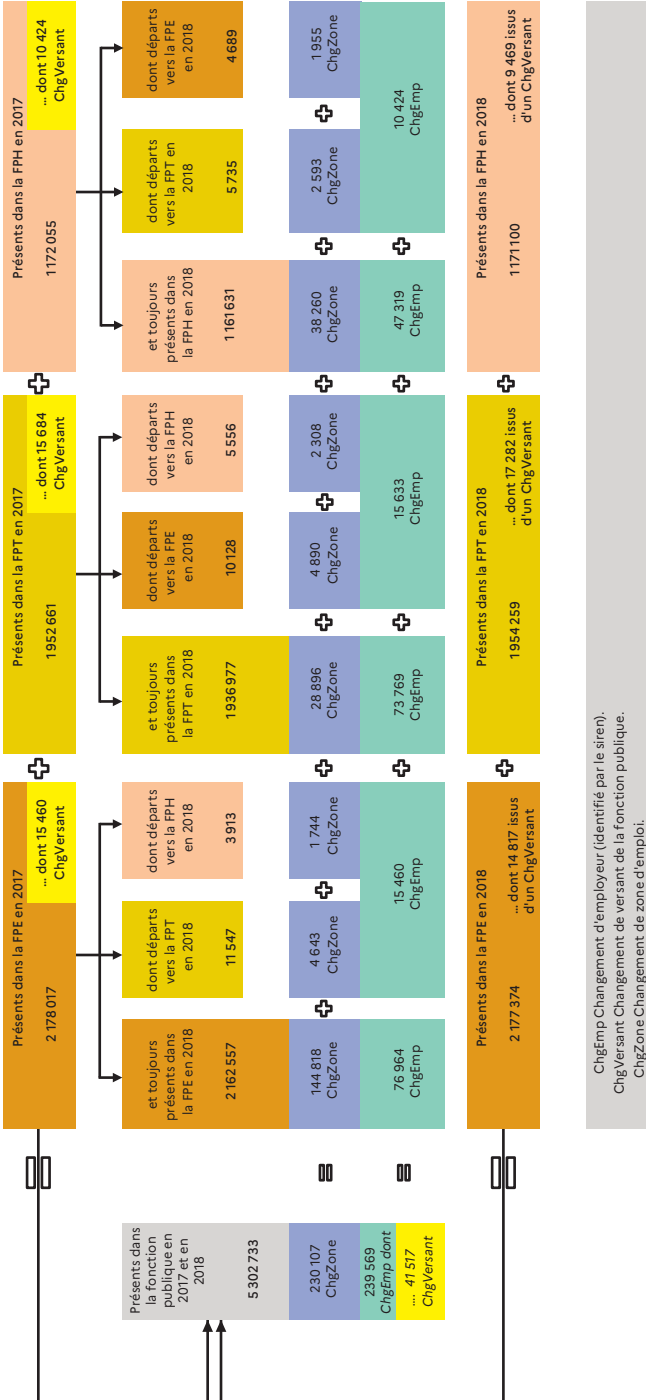 Présents dans la FPE en 2017
2 178 017
... dont 15 460
ChgVersant
Présents dans la FPT en 2017
1 952 661
... dont 15 684
ChgVersant
Présents dans la FPH en 2017
1 172 055
... dont 10 424
ChgVersant
Présents dans
la fonction
publique en
2017 et en
2018
5 302 733
et toujours
présents dans
la FPE en 2018
2 162 557
dont départs
vers la FPT
en 2018
11 547
dont départs
vers la FPH
en 2018
3 913
et toujours
présents dans
la FPT en 2018
1 936 977
dont départs
vers la FPE
en 2018
10 128
dont départs
vers la FPH
en 2018
5 556
et toujours
présents dans
la FPH en 2018
1 161 631
dont départs
vers la FPT en
2018
5 735
dont départs
vers la FPE
en 2018
4 689
230 107
ChgZone
144 818
ChgZone
4 643
ChgZone
1 744
ChgZone
28 896
ChgZone
4 890
ChgZone
2 308
ChgZone
38 260
ChgZone
2 593
ChgZone
1 955
ChgZone
239 569
ChgEmp dont
.... 41 517
ChgVersant
76 964
ChgEmp
15 460
ChgEmp
73 769
ChgEmp
15 633
ChgEmp
47 319
ChgEmp
10 424
ChgEmp
Présents dans la FPE en 2018
2 177 374
... dont 14 817 issus
d'un ChgVersant
Présents dans la FPT en 2018
1 954 259
... dont 17 282 issus
d'un ChgVersant
Présents dans la FPH en 2018
1 171 100
... dont 9 469 issus
d'un ChgVersant
ChgEmp Changement d'employeur (identifié par le siren).
ChgVersant Changement de versant de la fonction publique.
ChgZone Changement de zone d'emploi.